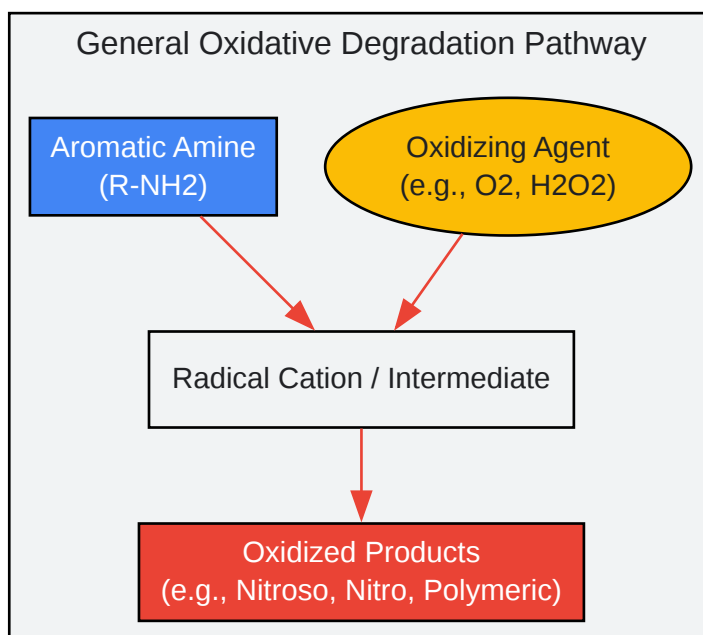 General Oxidative Degradation Pathway
Aromatic Amine
(R-NH2)
Oxidizing Agent
(e.g., O2, H2O2)
Radical Cation / Intermediate
Oxidized Products
(e.g., Nitroso, Nitro, Polymeric)